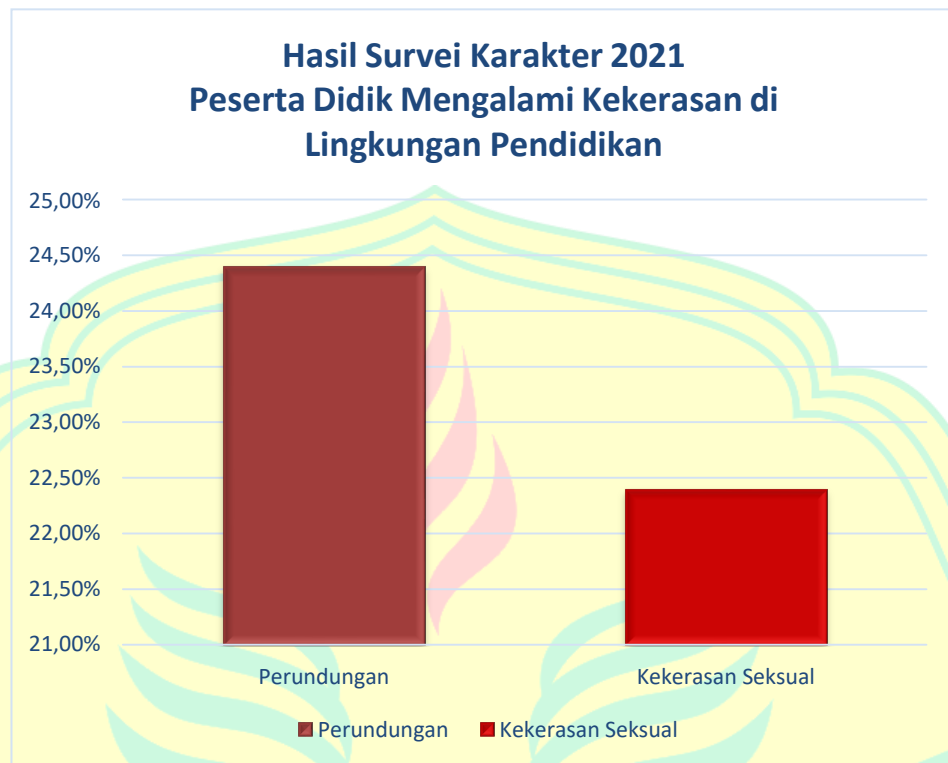 Hasil Survei Karakter 2021
Peserta Didik Mengalami Kekerasan di
Lingkungan Pendidikan
25,00%
24,50%
24,00%
23,50%
23,00%
22,50%
22,00%
21,50%
21,00%
Perundungan Kekerasan Seksual
Perundungan Kekerasan Seksual